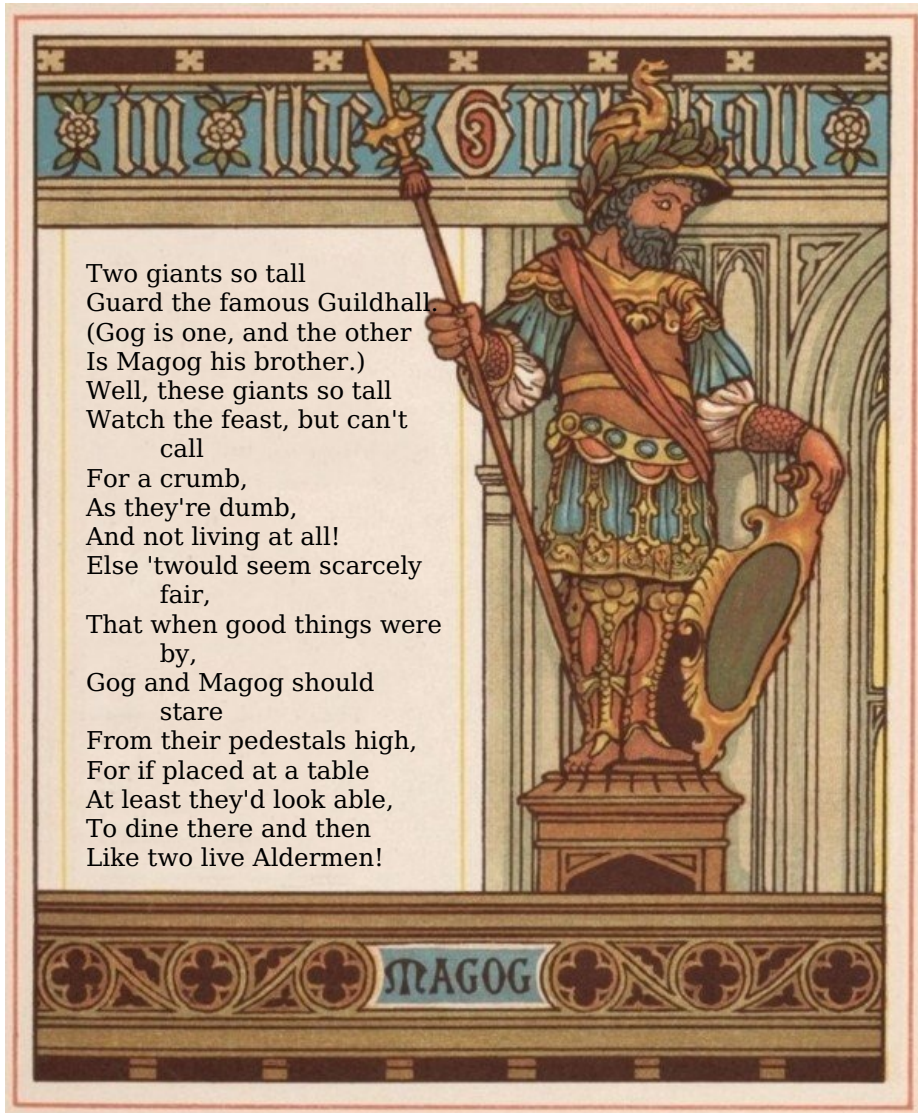 In the Guildhall
Two giants so tall
Guard the famous Guildhall.
(Gog is one, and the other
Is Magog his brother.)
Well, these giants so tall
Watch the feast, but can't
call
For a crumb,
As they're dumb,
And not living at all!
Else 'twould seem scarcely
fair,
That when good things were
by,
Gog and Magog should
stare
From their pedestals high,
For if placed at a table
At least they'd look able,
To dine there and then
Like two live Aldermen!
MAGOG